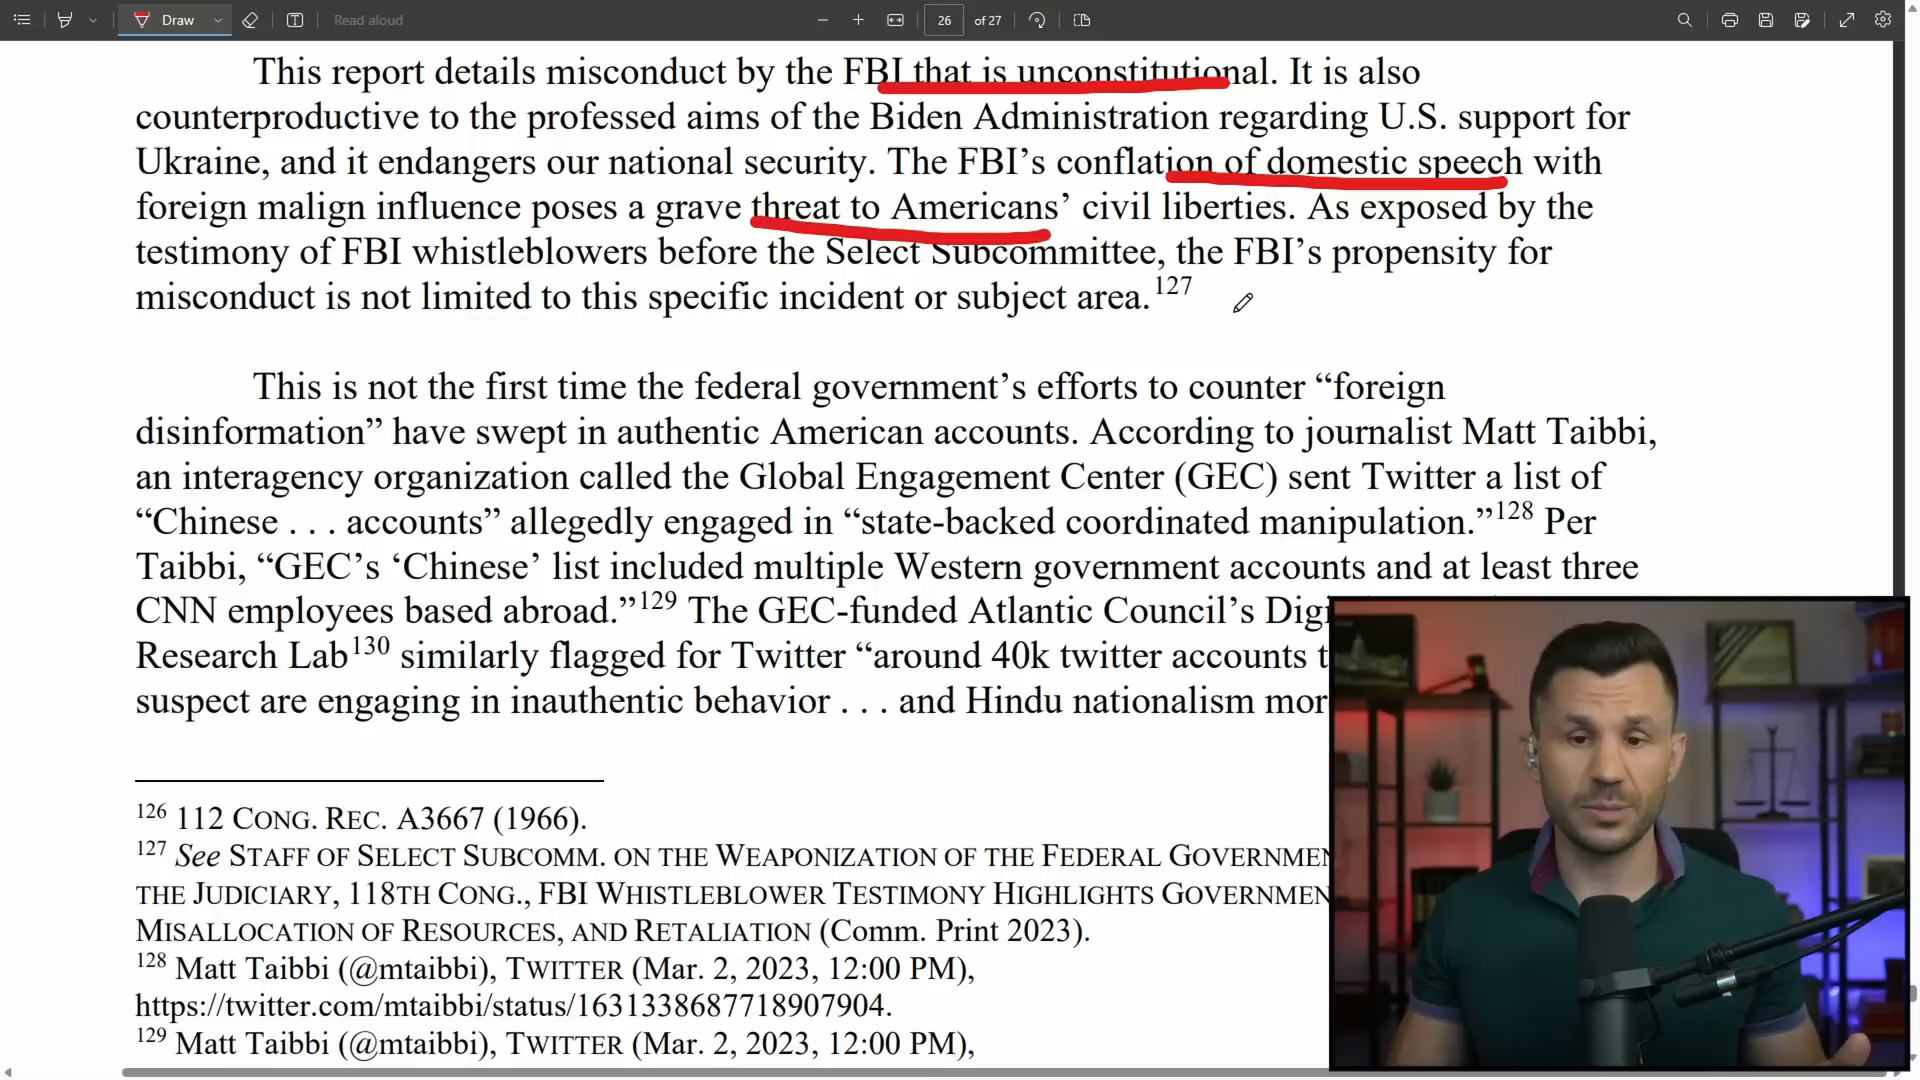 Draw
Read aloud
26 of 27
This report details misconduct by the FBI that is unconstitutional. It is also
counterproductive to the professed aims of the Biden Administration regarding U.S. support for
Ukraine, and it endangers our national security. The FBI’s conflation of domestic speech with
foreign malign influence poses a grave threat to Americans’ civil liberties. As exposed by the
testimony of FBI whistleblowers before the Select Subcommittee, the FBI’s propensity for
misconduct is not limited to this specific incident or subject area.127
This is not the first time the federal government’s efforts to counter “foreign
disinformation” have swept in authentic American accounts. According to journalist Matt Taibbi,
an interagency organization called the Global Engagement Center (GEC) sent Twitter a list of
“Chinese . . . accounts” allegedly engaged in “state-backed coordinated manipulation.”128 Per
Taibbi, “GEC’s ‘Chinese’ list included multiple Western government accounts and at least three
CNN employees based abroad.”129 The GEC-funded Atlantic Council’s Digi
Research Lab130 similarly flagged for Twitter “around 40k twitter accounts t
suspect are engaging in inauthentic behavior . . . and Hindu nationalism mor
126 112 CONG. REC. A3667 (1966).
127 See STAFF OF SELECT SUBCOMM. ON THE WEAPONIZATION OF THE FEDERAL GOVERNMEN
THE JUDICIARY, 118TH CONG., FBI WHISTLEBLOWER TESTIMONY HIGHLIGHTS GOVERNMEN
MISALLOCATION OF RESOURCES, AND RETALIATION (Comm. Print 2023).
128 Matt Taibbi (@mtaibbi), TWITTER (Mar. 2, 2023, 12:00 PM),
https://twitter.com/mtaibbi/status/1631338687718907904.
129 Matt Taibbi (@mtaibbi), TWITTER (Mar. 2, 2023, 12:00 PM),